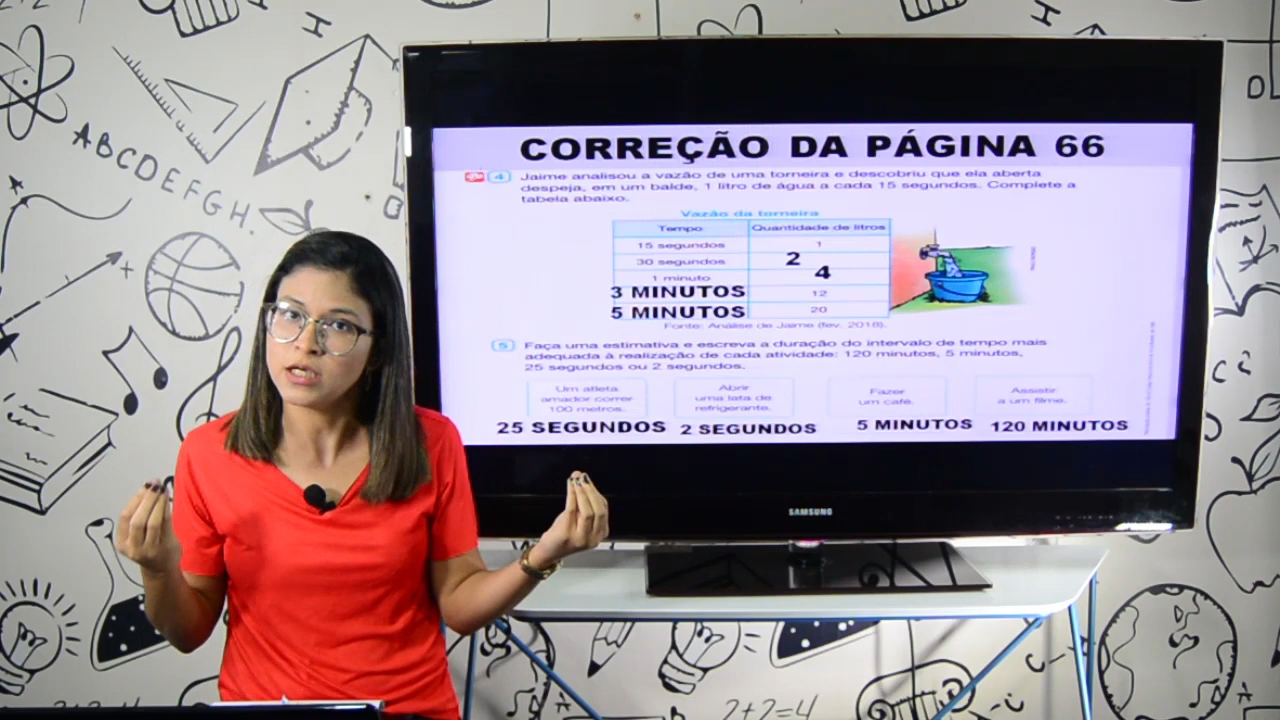 ABCDEFGH
CORREÇÃO DA PÁGINA 66
4 Jaime analisou a vazão de uma torneira e descobriu que ela aberta
despeja, em um balde, 1 litro de água a cada 15 segundos. Complete a
tabela abaixo.
Vazão da torneira
Tempo Quantidade de litros
15 segundos 1
30 segundos 2
1 minuto 4
3 MINUTOS 12
5 MINUTOS 20
Fonte: Análise de Jaime (fev. 2018).
5 Faça uma estimativa e escreva a duração do intervalo de tempo mais
adequada à realização de cada atividade: 120 minutos, 5 minutos,
25 segundos ou 2 segundos.
Um atleta
amador correr
100 metros.
Abrir
uma lata de
refrigerante.
Fazer
um café.
Assistir
a um filme.
25 SEGUNDOS 2 SEGUNDOS 5 MINUTOS 120 MINUTOS
SAMSUNG
2+2=4